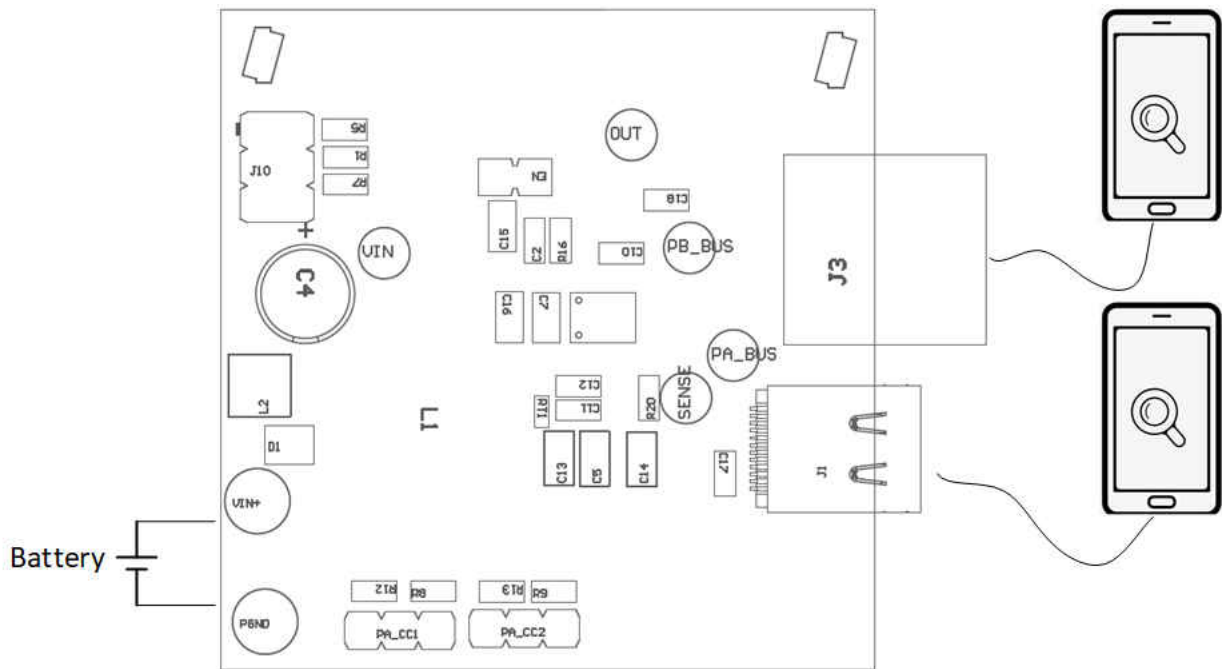 R5
J10
R1
R7
OUT
EN
C18
C15
C2
R16
C10
PB_BUS
VIN
C4
+
J3
C16
C7
PA_BUS
SENSE
L2
L1
C12
C11
RT1
R20
D1
C13
C5
C14
C17
J1
VIN+
Battery
PGND
R12
R8
R13
R9
PA_CC1
PA_CC2